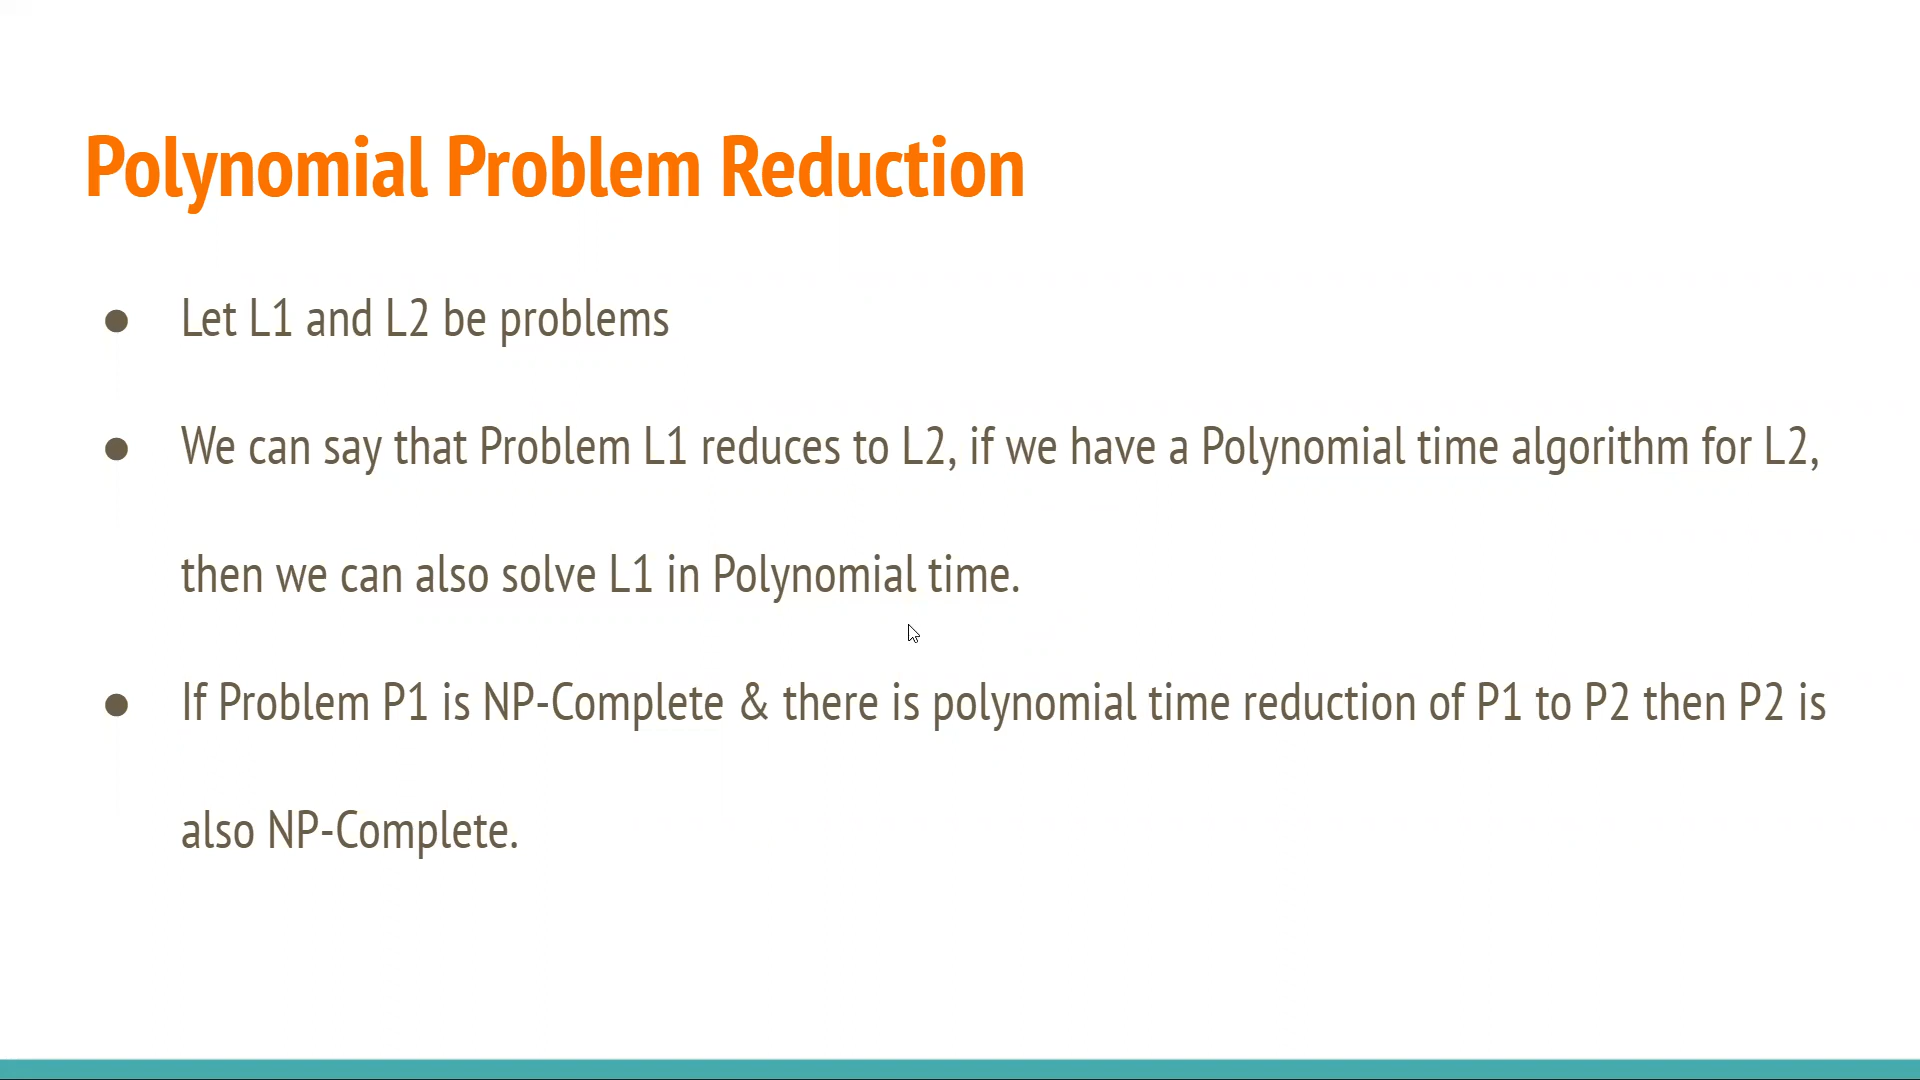 Polynomial Problem Reduction
● Let L1 and L2 be problems
● We can say that Problem L1 reduces to L2, if we have a Polynomial time algorithm for L2,
then we can also solve L1 in Polynomial time.
● If Problem P1 is NP-Complete & there is polynomial time reduction of P1 to P2 then P2 is
also NP-Complete.